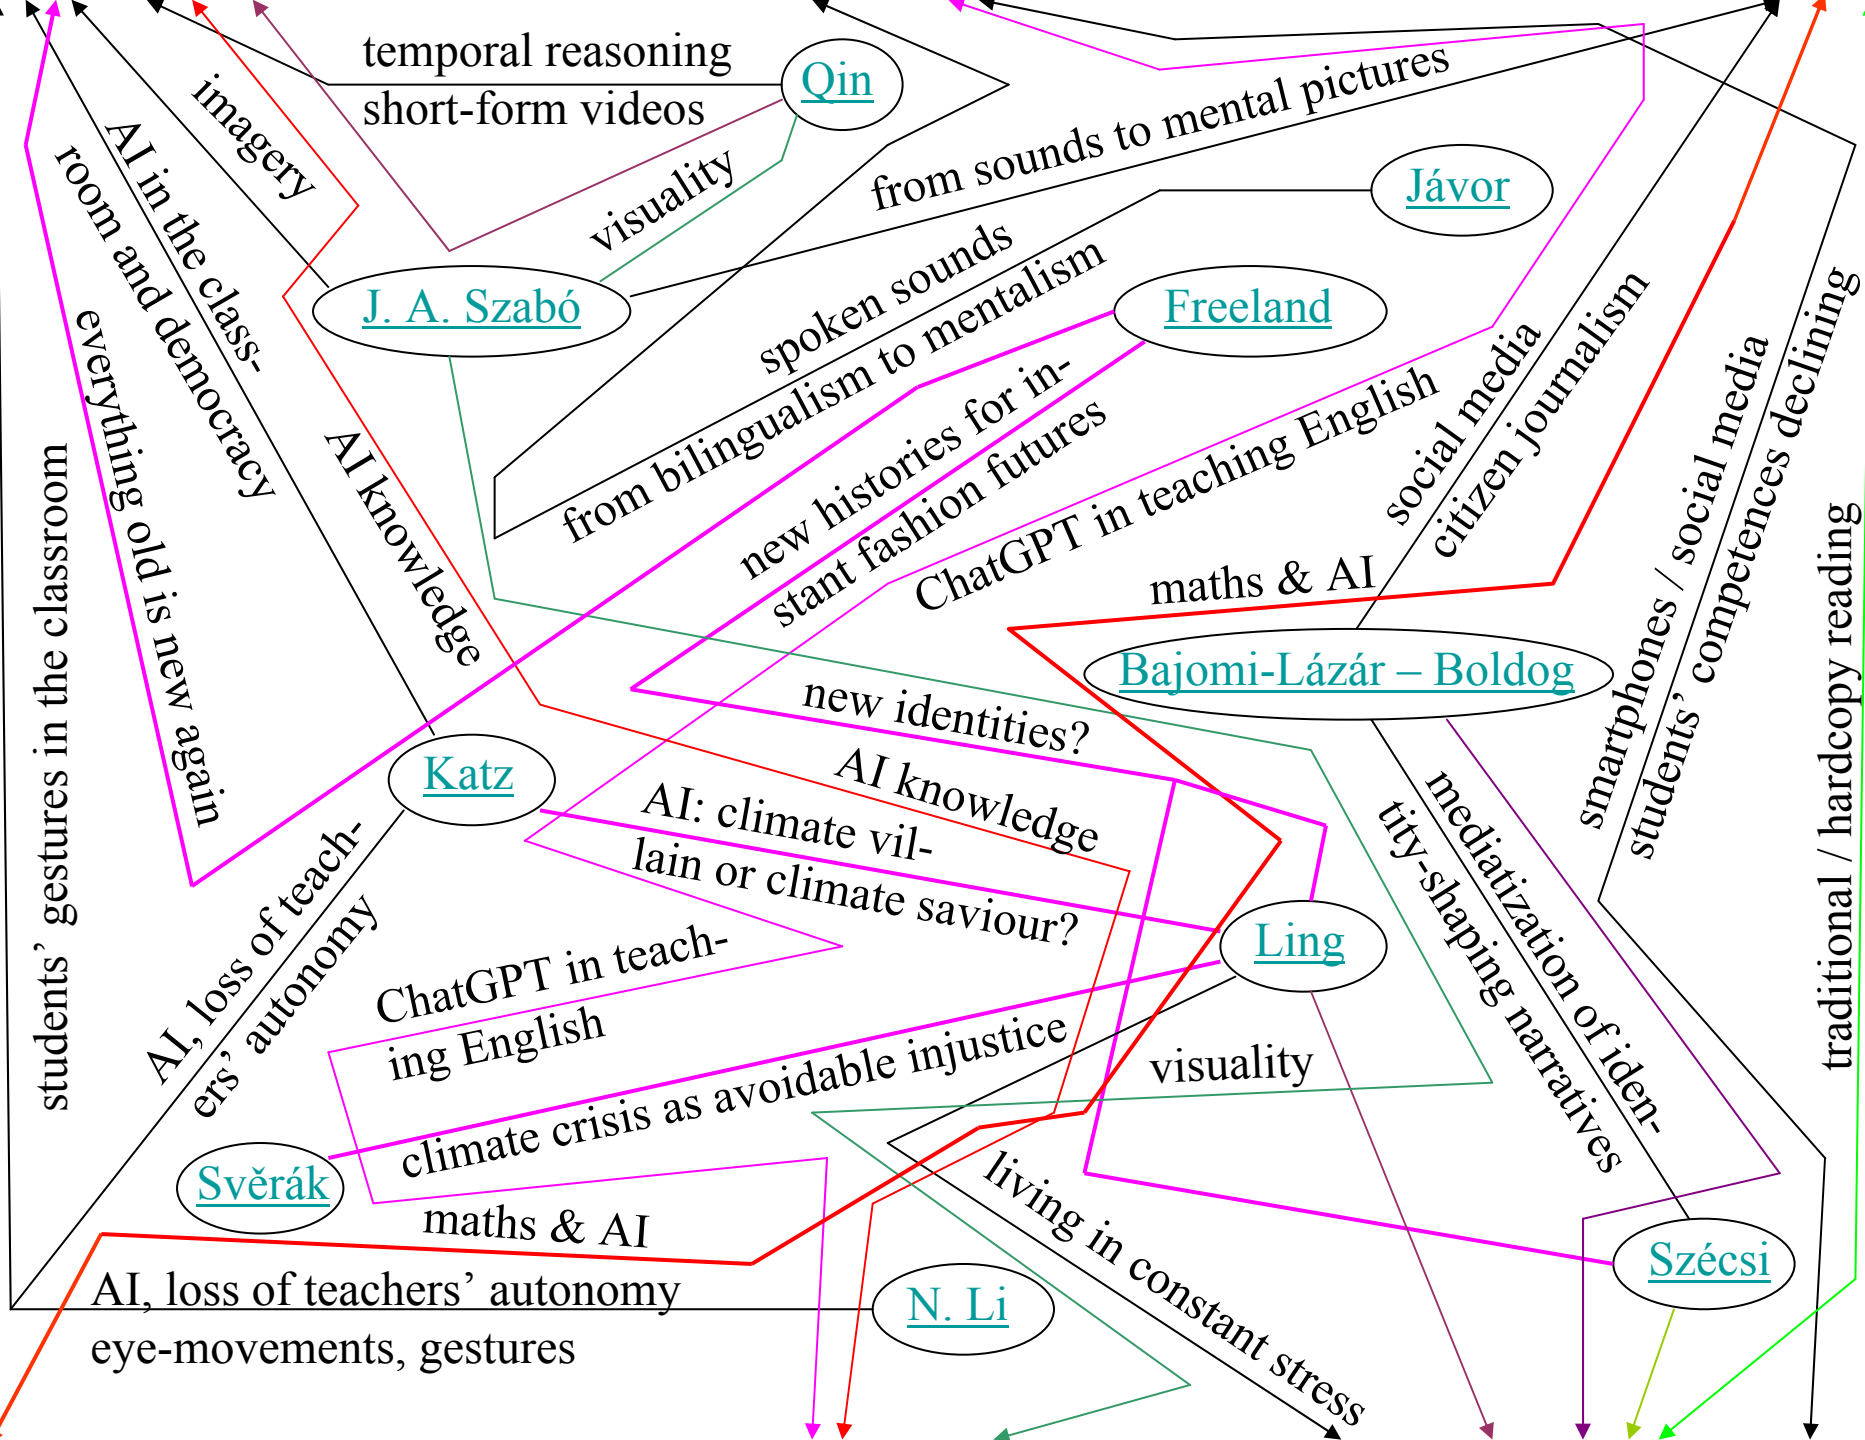 temporal reasoning
short-form videos
Qin
imagery
visuality
from sounds to mental pictures
Jávor
AI in the class-
room and democracy
J. A. Szabó
spoken sounds
from bilingualism to mentalism
Freeland
everything old is new again
AI knowledge
new histories for in-
stant fashion futures
ChatGPT in teaching English
social media
citizen journalism
smartphones / social media
students’ competences declining
traditional / hardcopy reading
students’ gestures in the classroom
maths & AI
Bajomi-Lázár – Boldog
new identities?
Katz
AI knowledge
AI: climate vil-
lain or climate saviour?
Ling
mediatization of iden-
tity-shaping narratives
AI, loss of teach-
ers’ autonomy
ChatGPT in teach-
ing English
climate crisis as avoidable injustice
visuality
Svěrák
maths & AI
living in constant stress
Szécsi
AI, loss of teachers’ autonomy
eye-movements, gestures
N. Li